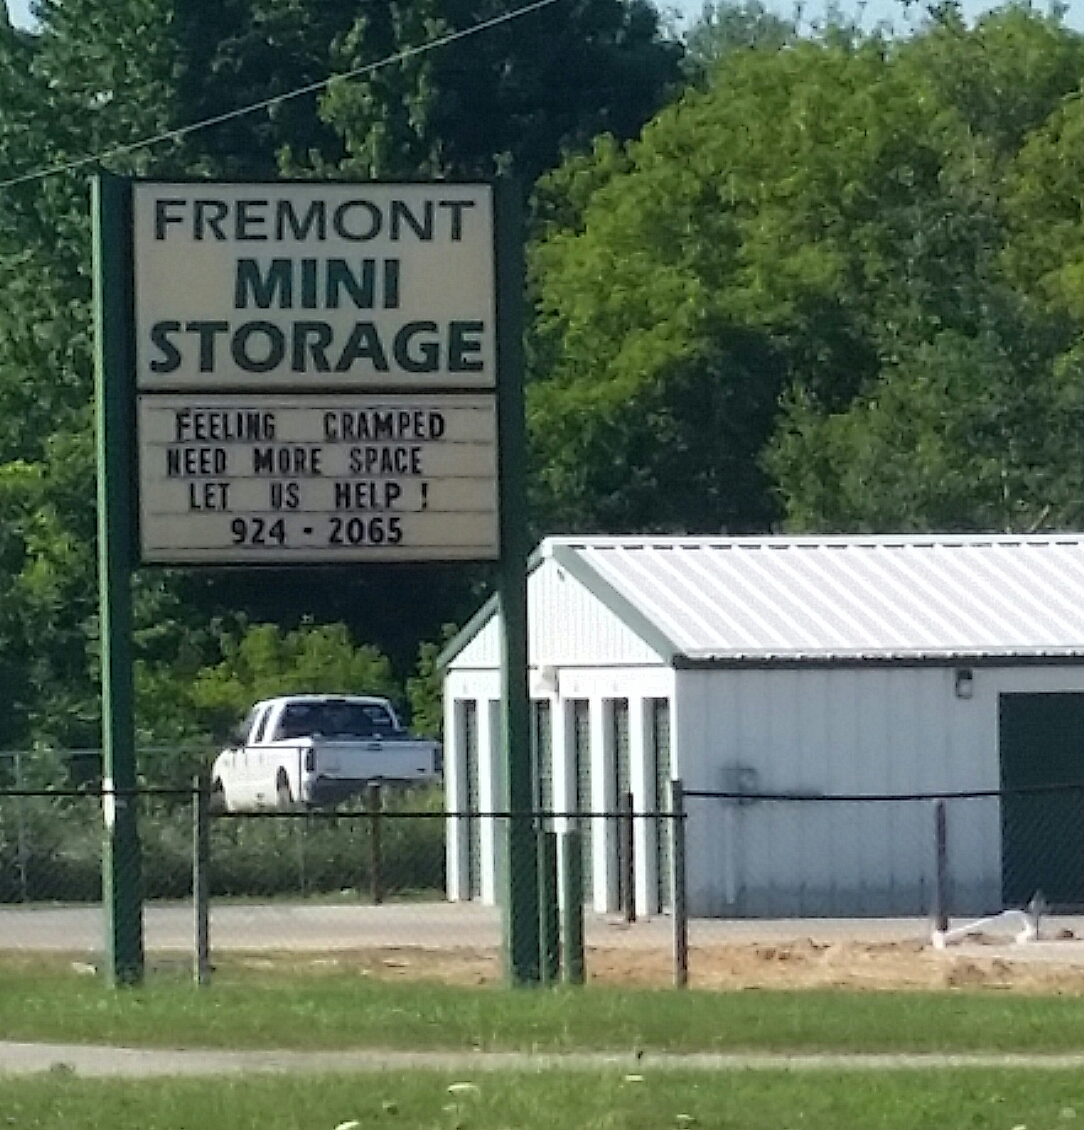 FREMONT
MINI
STORAGE
FEELING CRAMPED
NEED MORE SPACE
LET US HELP !
924 - 2065